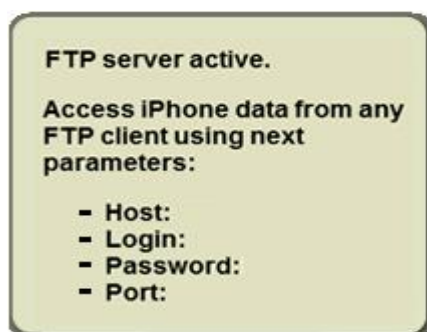 FTP server active.
Access iPhone data from any
FTP client using next
parameters:
- Host:
- Login:
- Password:
- Port: